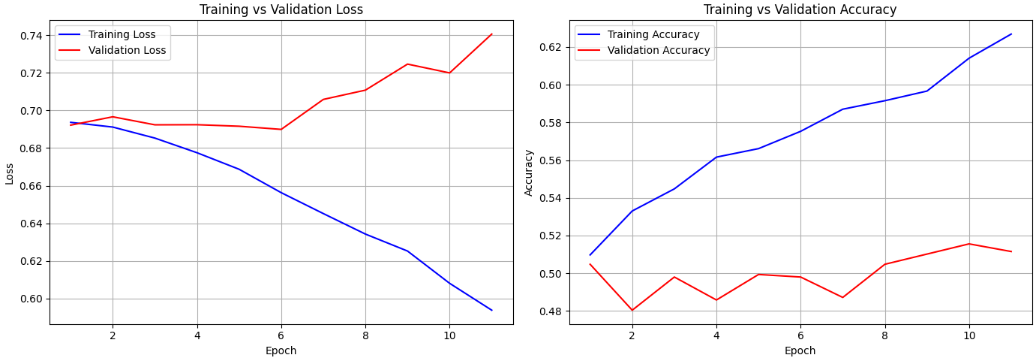 Training vs Validation Loss
Training Loss
Validation Loss
0.74
0.72
0.70
0.68
0.66
0.64
0.62
0.60
Loss
2 4 6 8 10
Epoch
Training vs Validation Accuracy
Training Accuracy
Validation Accuracy
0.62
0.60
0.58
0.56
0.54
0.52
0.50
0.48
Accuracy
2 4 6 8 10
Epoch